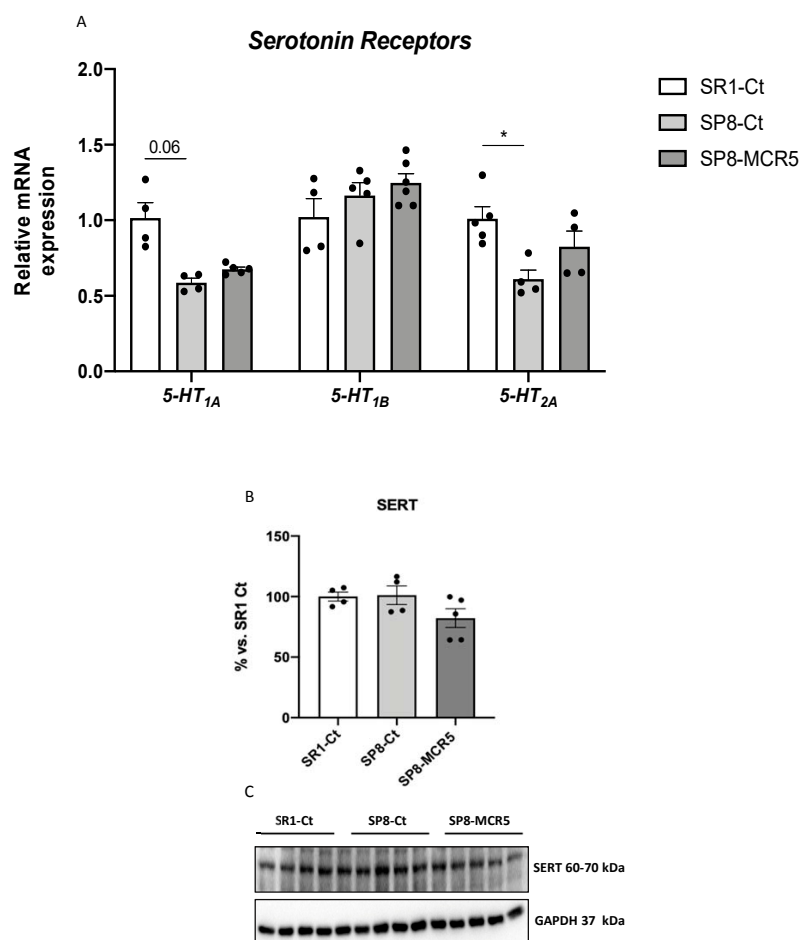 A
Serotonin Receptors
2.0
1.5
1.0
0.5
0.0
Relative mRNA
expression
0.06
*
SR1-Ct
SP8-Ct
SP8-MCR5
5-HT1A
5-HT1B
5-HT2A
B
SERT
150
100
50
0
% vs. SR1 Ct
SR1-Ct
SP8-Ct
SP8-MCR5
C
SR1-Ct SP8-Ct SP8-MCR5
SERT 60-70 kDa
GAPDH 37 kDa